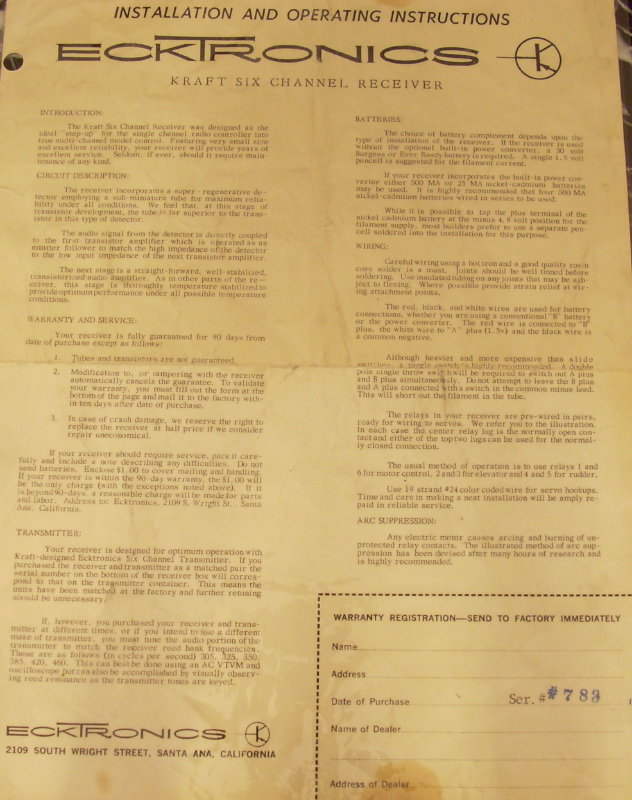 INSTALLATION AND OPERATING INSTRUCTIONS
ECKTRONICS
KRAFT SIX CHANNEL RECEIVER
INTRODUCTION:
The Kraft Six Channel Receiver was designed as the
ideal "step-up" for the single channel radio controller into
true multi-channel model control. Featuring very small size
and excellent reliability, your receiver will provide years of
excellent service. Seldom, if ever, should it require main-
tenance of any kind.
CIRCUIT DESCRIPTION:
The receiver incorporates a super-regenerative de-
tector employing a sub-miniature tube for maximum relia-
bility under all conditions. We feel that, at this stage of
transistor development, the tube is far superior to the trans-
istor in this type of detector.
The audio signal from the detector is directly coupled
to the first transistor amplifier which is operated as an
emitter follower to match the high impedance of the detector
to the low input impedance of the next transistor amplifier.
The next stage is a straight-forward, well-stabilized,
transistorized audio amplifier. As in other parts of the re-
ceiver, this stage is thoroughly temperature stabilized to
provide optimum performance under all possible temperature
conditions.
WARRANTY AND SERVICE:
Your receiver is fully guaranteed for 90 days from
date of purchase except as follows:
1. Tubes and transistors are not guaranteed.
2. Modification to, or tampering with the receiver
automatically cancels the guarantee. To validate
your warranty, you must fill out the form at the
bottom of the page and mail it to the factory with-
in ten days after date of purchase.
3. In case of crash damage, we reserve the right to
replace the receiver at half price if we consider
repair uneconomical.
If your receiver should require service, pack it care-
fully and include a note describing any difficulties. Do not
send batteries. Enclose $1.00 to cover mailing and handling.
If your receiver is within the 90-day warranty, the $1.00 will
be the only charge (with the exceptions noted above). If it
is beyond 90-days, a reasonable charge will be made for parts
and labor. Address to: Ecktronics, 2109 S. Wright St., Santa
Ana, California.
TRANSMITTER:
Your receiver is designed for optimum operation with
Kraft-designed Ecktronics Six Channel Transmitter. If you
purchased the receiver and transmitter as a matched pair the
serial number on the bottom of the receiver box will corres-
pond to that on the transmitter container. This means the
units have been matched at the factory and further retuning
should be unnecessary.
If, however, you purchased your receiver and trans-
mitter at different times, or if you intend to use a different
make of transmitter, you must tune the audio portion of the
transmitter to match the receiver reed bank frequencies.
These are as follows (in cycles per second) 305, 325, 350,
385, 420, 460. This can best be done using an AC VTVM and
oscilloscope but can also be accomplished by visually observ-
ing reed resinance as the transmitter tones are keyed.
ECKTRONICS
2109 SOUTH WRIGHT STREET, SANTA ANA, CALIFORNIA
BATTERIES:
The choice of battery complement depends upon the
type of installation of the receiver. If the receiver is used
without the optional built-in power converter, a 30 volt
Burgess or Ever Ready battery is required. A single 1.5 volt
pencell is suggested for the filament current.
If your receiver incorporates the built-in power con-
verter either 500 MA or 25 MA nickel-cadmium batteries
may be used. It is highly recommended that four 500 MA
nickel-cadmium batteries wired in series to be used.
While it is possible to tap the plus terminal of the
nickel cadmium battery at the minus 4.8 volt position for the
filament supply, most builders prefer to use a separate pen-
cell soldered into the installation for this purpose.
WIRING:
Careful wiring using a hot iron and a good quality rosin
core solder is a must. Joints should be well tinned before
soldering. Use insulated tubing on any joints that may be sub-
ject to flexing. Where possible provide strain relief at wir-
ing attachment points.
The red, black, and white wires are used for battery
connections, whether you are using a conventional "B" battery
or the power converter. The red wire is connected to "B"
plus, the white wire to "A" plus (1.5v) and the black wire is
a common negative.
Although heavier and more expensive than slide
switches, a toggle switch is highly recommended. A double
pole single throw switch will be required to switch out A plus
and B plus simultaneously. Do not attempt to leave the B plus
and A plus connected with a switch in the common minus lead.
This will short out the filament in the tube.
The relays in your receiver are pre-wired in pairs,
ready for wiring to servos. We refer you to the illustration.
In each case the center relay lug is the normally open con-
tact and either of the top two lugs can be used for the normal-
ly closed connection.
The usual method of operation is to use relays 1 and
6 for motor control, 2 and 5 for elevator and 4 and 5 for rudder.
Use 19 strand #24 color coded wire for servo hookups.
Time and care in making a neat installation will be amply re-
paid in reliable service.
ARC SUPPRESSION:
Any electric motor causes arcing and burning of un-
protected relay contacts. The illustrated method of arc sup-
pression has been devised after many hours of research and
is highly recommended.
WARRANTY REGISTRATION—SEND TO FACTORY IMMEDIATELY
Name
Address
Date of Purchase Ser. # #783
Name of Dealer
Address of Dealer